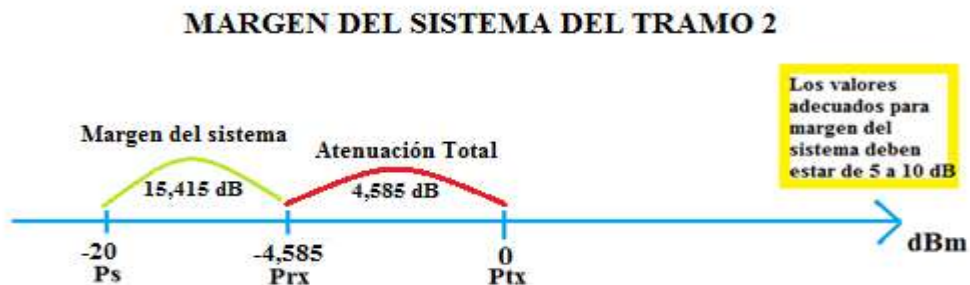 MARGEN DEL SISTEMA DEL TRAMO 2
Los valores
adecuados para
margen del
sistema deben
estar de 5 a 10 dB
Margen del sistema
Atenuación Total
15,415 dB
4,585 dB
-20
-4,585
0
dBm
Ps
Prx
Ptx